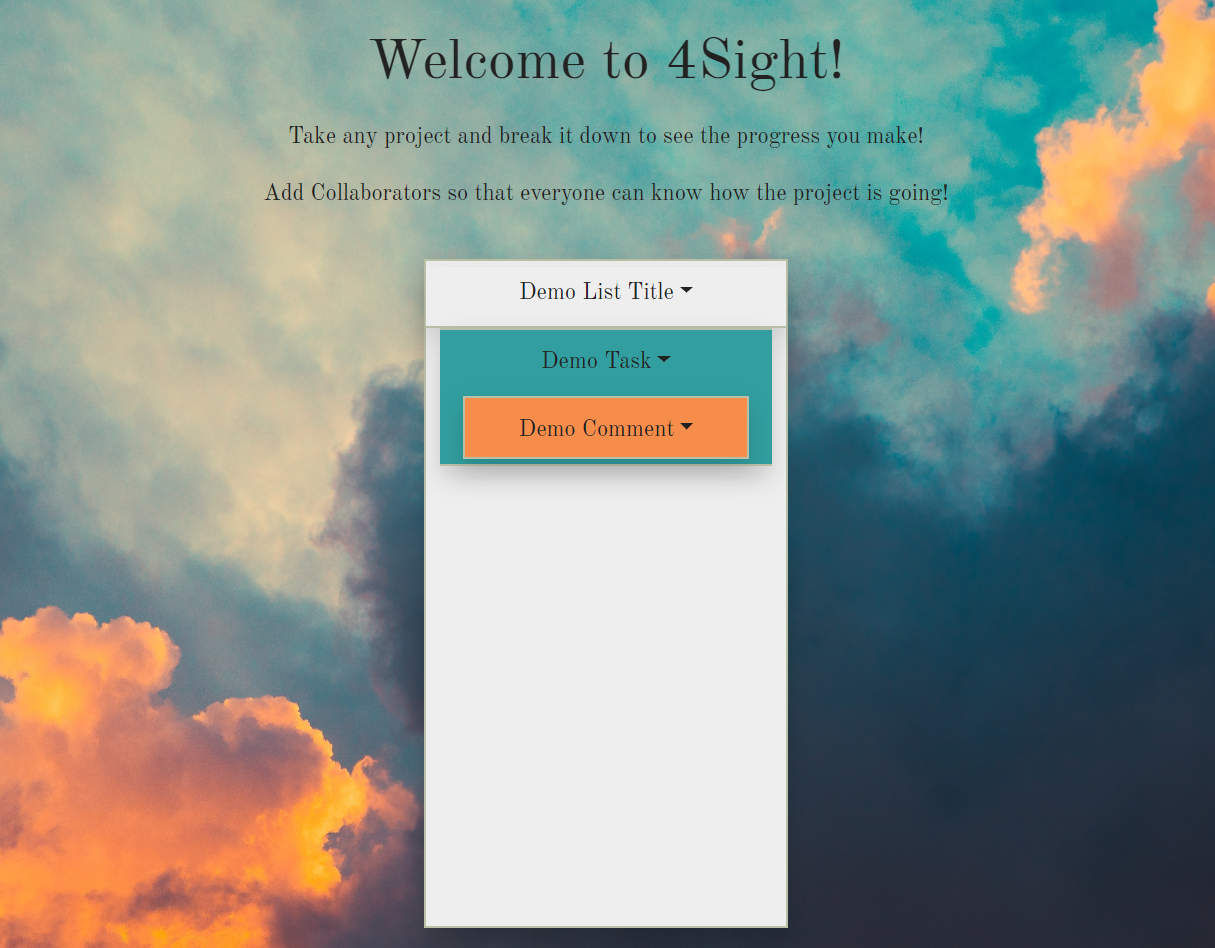 Welcome to 4Sight!
Take any project and break it down to see the progress you make!
Add Collaborators so that everyone can know how the project is going!
Demo List Title
Demo Task
Demo Comment